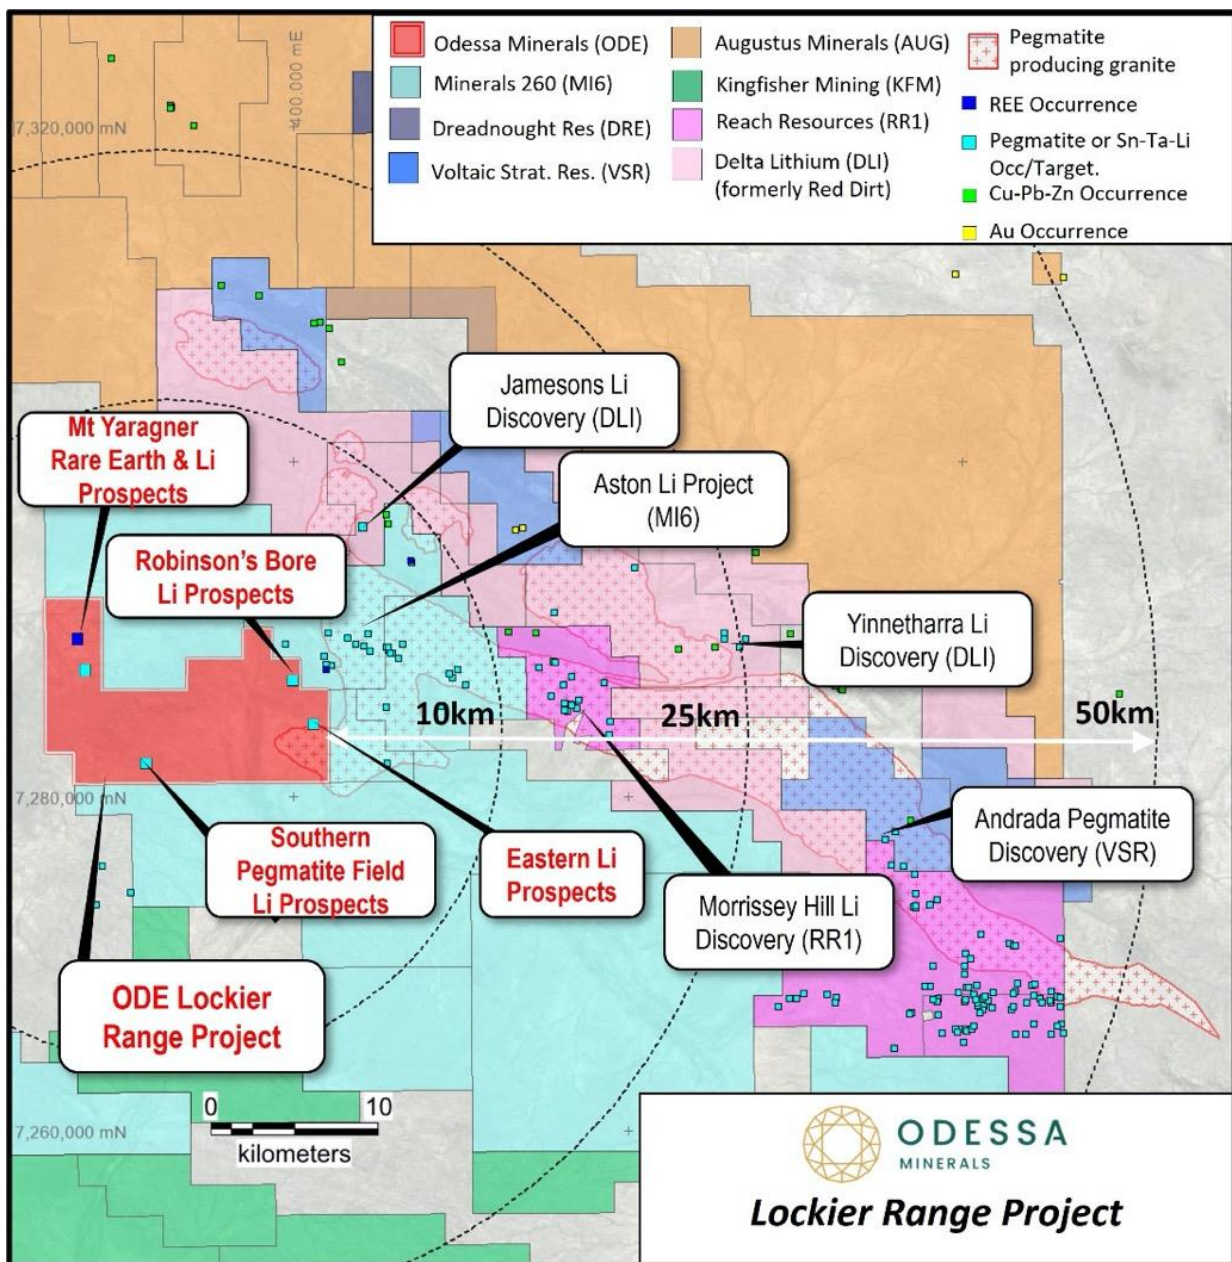 Odessa Minerals (ODE)
Minerals 260 (MI6)
Dreadnought Res (DRE)
Voltaic Strat. Res. (VSR)
Augustus Minerals (AUG)
Kingfisher Mining (KFM)
Reach Resources (RR1)
Delta Lithium (DLI)
(formerly Red Dirt)
Pegmatite
producing granite
REE Occurrence
Pegmatite or Sn-Ta-Li
Occ/Target.
Cu-Pb-Zn Occurrence
Au Occurrence
400,000 mE
7,320,000 mN
Jamesons Li
Discovery (DLI)
Mt Yaragner
Rare Earth & Li
Prospects
Aston Li Project
(MI6)
Robinson's Bore
Li Prospects
Yinnetharra Li
Discovery (DLI)
10km
25km
50km
7,280,000 mN
Southern
Pegmatite Field
Li Prospects
Eastern Li
Prospects
Andrada Pegmatite
Discovery (VSR)
Morrissey Hill Li
Discovery (RR1)
ODE Lockier
Range Project
0 10
kilometers
7,260,000 mN
ODESSA
MINERALS
Lockier Range Project